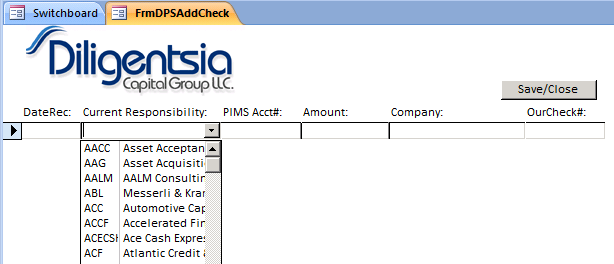 Switchboard FrmDPSAddCheck
Diligentsia
Capital Group LLC.
Save/Close
DateRec: Current Responsibility: PIMS Acct#: Amount: Company: OurCheck#:
AACC Asset Acceptan
AAG Asset Acquisiti
AALM AALM Consultin
ABL Messerli & Kran
ACC Automotive Cap
ACCF Accelerated Fin
ACECSH Ace Cash Expres
ACF Atlantic Credit &